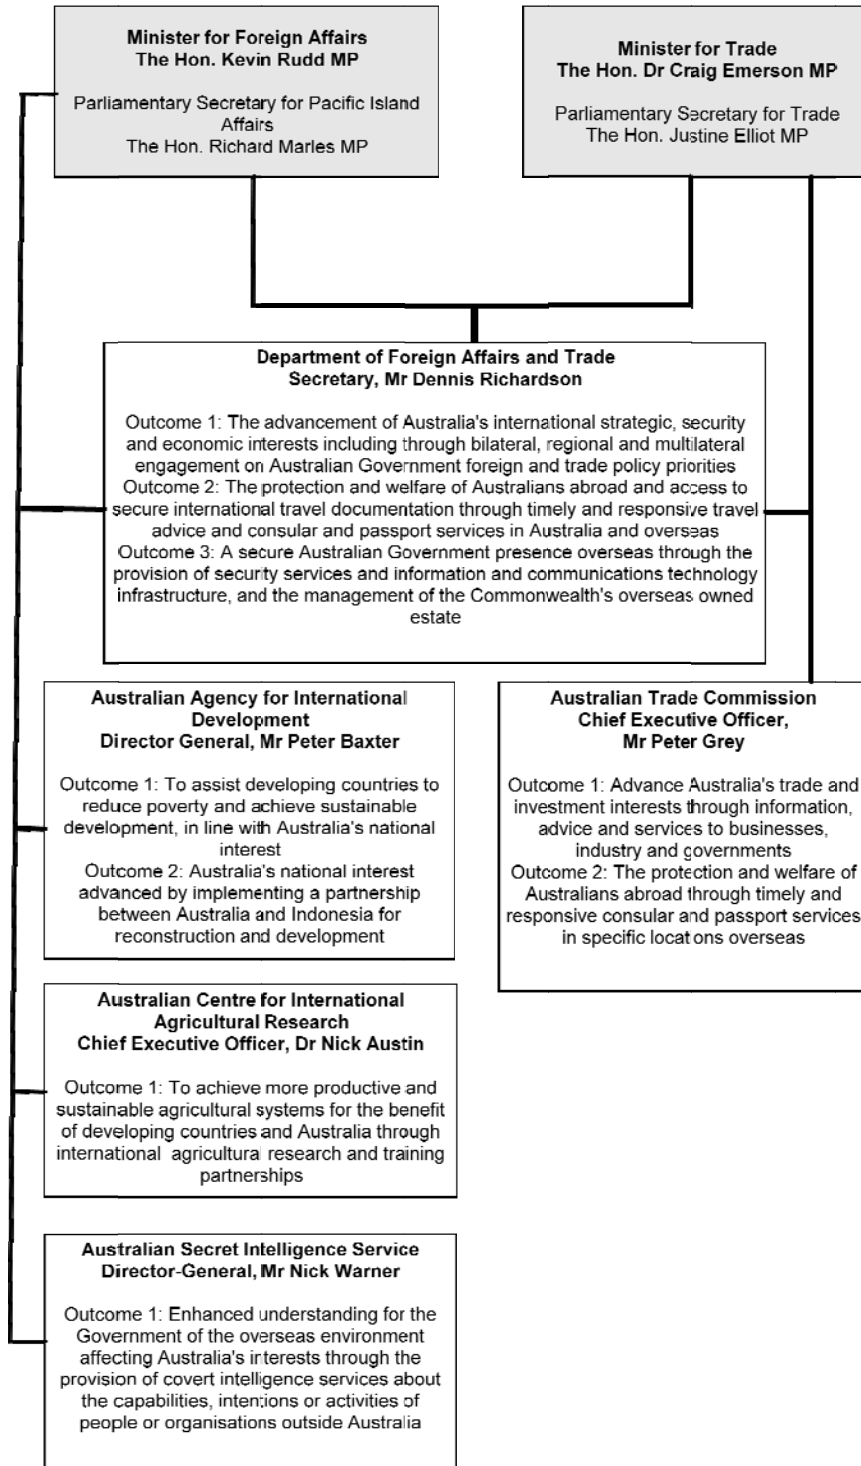 Minister for Foreign Affairs
The Hon. Kevin Rudd MP
Parliamentary Secretary for Pacific Island
Affairs
The Hon. Richard Marles MP
Minister for Trade
The Hon. Dr Craig Emerson MP
Parliamentary Secretary for Trade
The Hon. Justine Elliot MP
Department of Foreign Affairs and Trade
Secretary, Mr Dennis Richardson
Outcome 1: The advancement of Australia's international strategic, security
and economic interests including through bilateral, regional and multilateral
engagement on Australian Government foreign and trade policy priorities
Outcome 2: The protection and welfare of Australians abroad and access to
secure international travel documentation through timely and responsive travel
advice and consular and passport services in Australia and overseas
Outcome 3: A secure Australian Government presence overseas through the
provision of security services and information and communications technology
infrastructure, and the management of the Commonwealth's overseas owned
estate
Australian Agency for International
Development
Director General, Mr Peter Baxter
Outcome 1: To assist developing countries to
reduce poverty and achieve sustainable
development, in line with Australia's national
interest
Outcome 2: Australia's national interest
advanced by implementing a partnership
between Australia and Indonesia for
reconstruction and development
Australian Trade Commission
Chief Executive Officer,
Mr Peter Grey
Outcome 1: Advance Australia's trade and
investment interests through information,
advice and services to businesses,
industry and governments
Outcome 2: The protection and welfare of
Australians abroad through timely and
responsive consular and passport services
in specific locations overseas
Australian Centre for International
Agricultural Research
Chief Executive Officer, Dr Nick Austin
Outcome 1: To achieve more productive and
sustainable agricultural systems for the benefit
of developing countries and Australia through
international agricultural research and training
partnerships
Australian Secret Intelligence Service
Director-General, Mr Nick Warner
Outcome 1: Enhanced understanding for the
Government of the overseas environment
affecting Australia's interests through the
provision of covert intelligence services about
the capabilities, intentions or activities of
people or organisations outside Australia